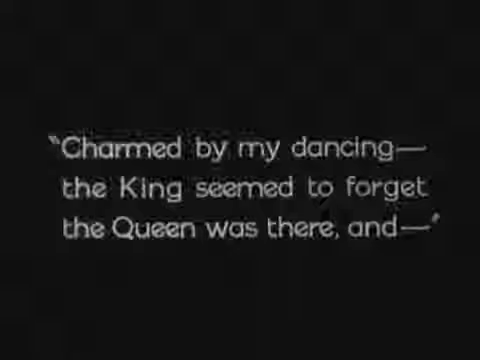 "Charmed by my dancing—
the King seemed to forget
the Queen was there, and—"